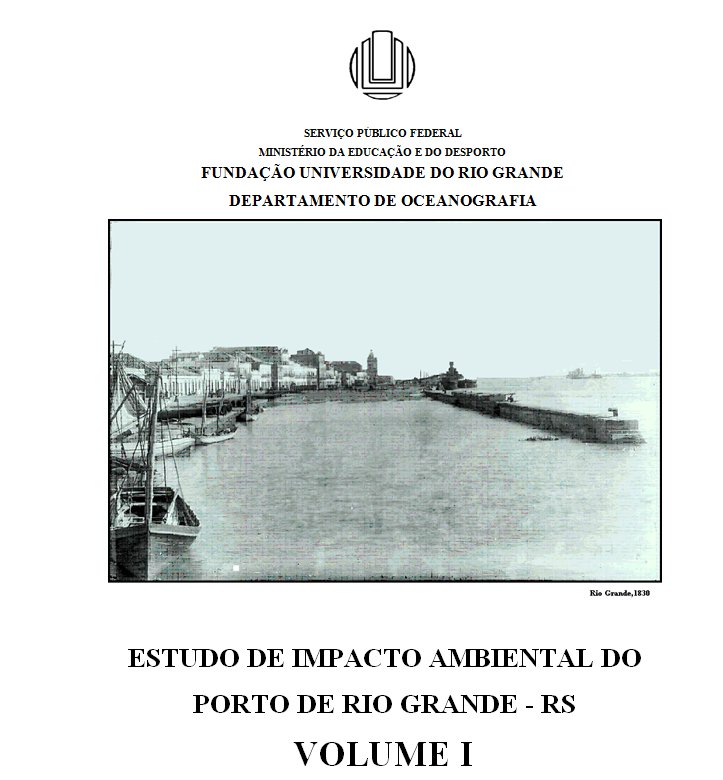 SERVIÇO PÚBLICO FEDERAL
MINISTÉRIO DA EDUCAÇÃO E DO DESPORTO
FUNDAÇÃO UNIVERSIDADE DO RIO GRANDE
DEPARTAMENTO DE OCEANOGRAFIA
Rio Grande,1830
ESTUDO DE IMPACTO AMBIENTAL DO
PORTO DE RIO GRANDE - RS
VOLUME I